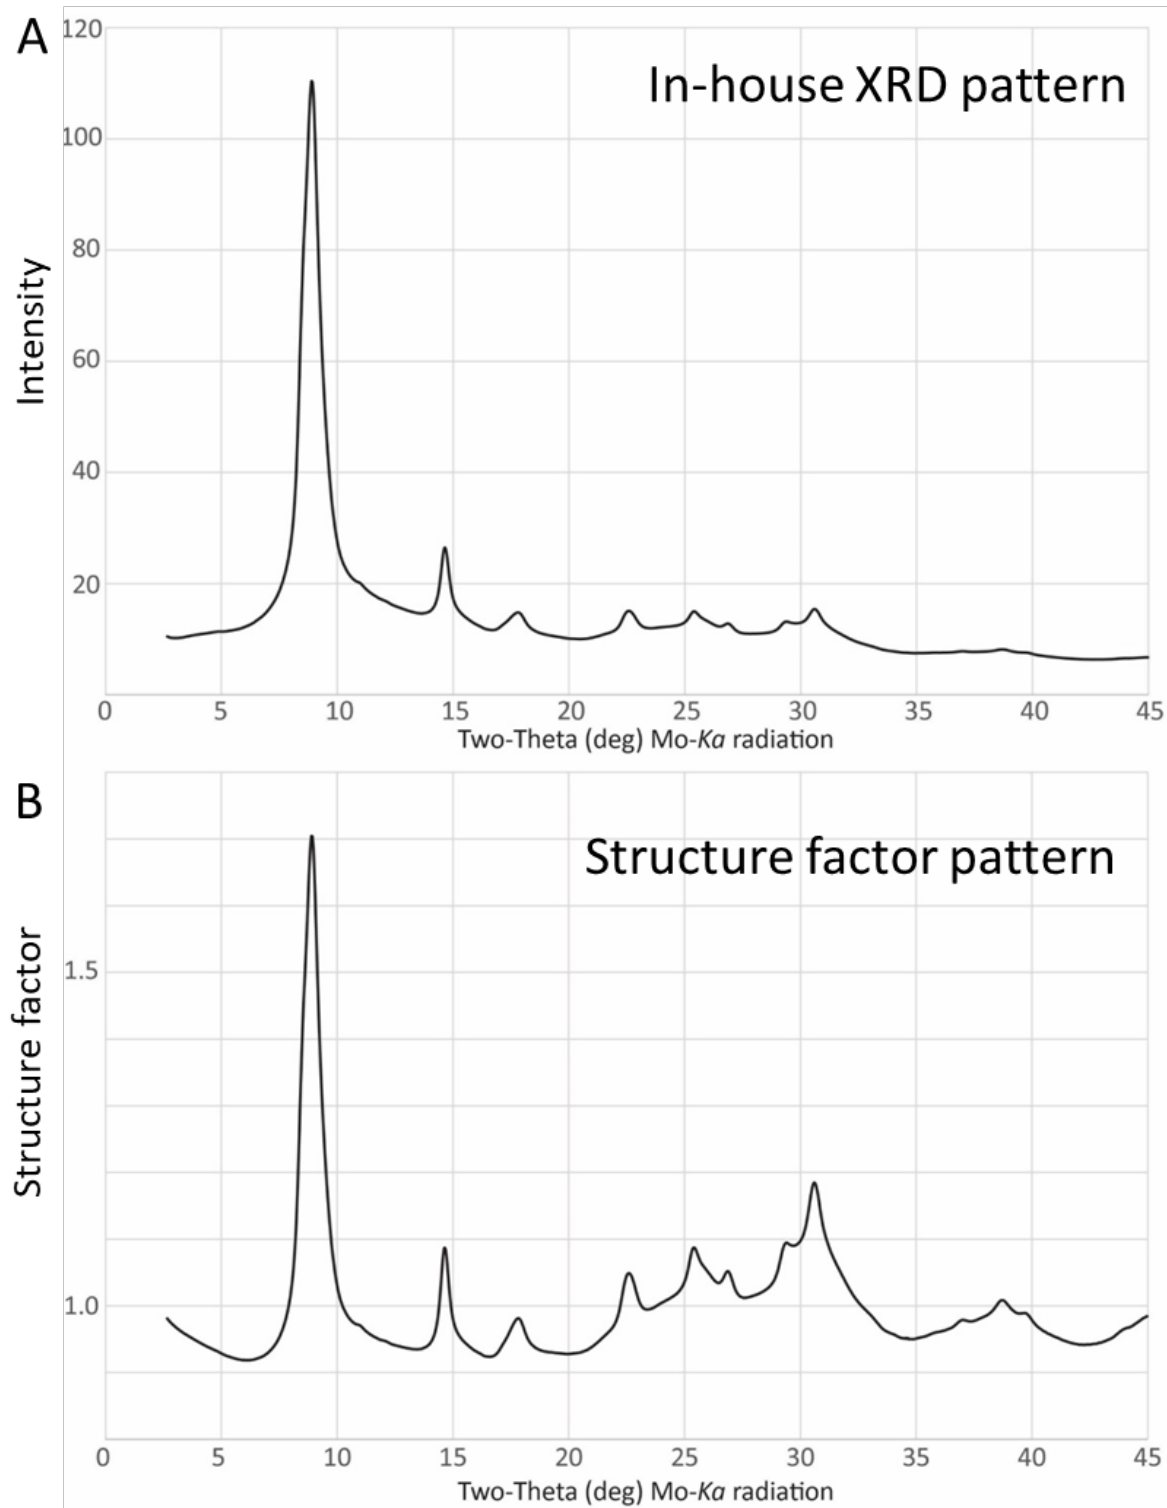 A
In-house XRD pattern
Intensity
120
100
80
60
40
20
0 5 10 15 20 25 30 35 40 45
Two-Theta (deg) Mo-Ka radiation
B
Structure factor pattern
Structure factor
1.5
1.0
0 5 10 15 20 25 30 35 40 45
Two-Theta (deg) Mo-Ka radiation